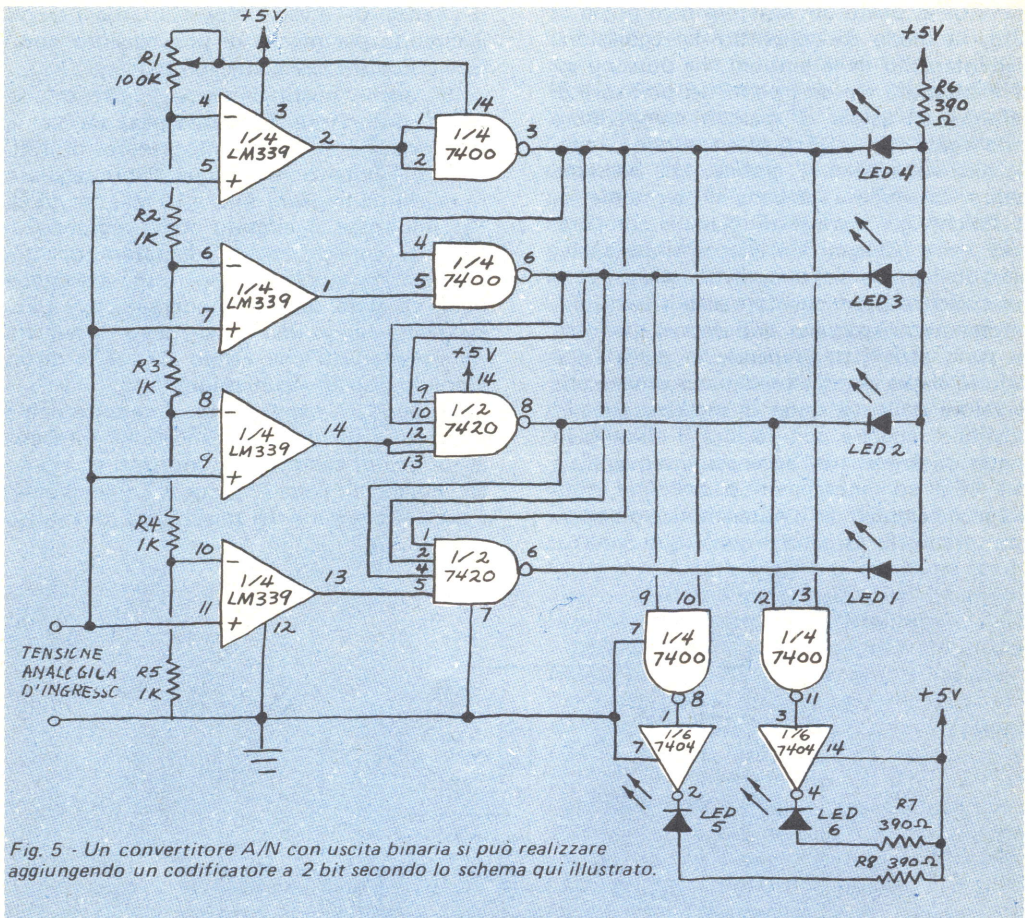 +5V
+5V
R1
100K
R6
390
Ω
4
-
3
1/4
LM339
2
5
+
14
1
2
1/4
7400
3
LED 4
R2
1K
4
5
1/4
7400
6
LED 3
6
-
1/4
LM339
1
7
+
R3
1K
+5V
14
9
10
12
13
1/2
7420
8
LED 2
8
-
1/4
LM339
14
9
+
R4
1K
1
2
4
5
1/2
7420
6
7
LED 1
10
-
1/4
LM339
13
11
+
12
TENSIONE
ANALOGICA
D'INGRESSO
R5
1K
9 10 12 13
7
1/4
7400
1/4
7400
8
11
+5V
1
3
7
1/6
7404
1/6
7404
14
2
4
LED
5
LED
6
R7
390Ω
R8 390Ω
Fig. 5 - Un convertitore A/N con uscita binaria si può realizzare
aggiungendo un codificatore a 2 bit secondo lo schema qui illustrato.